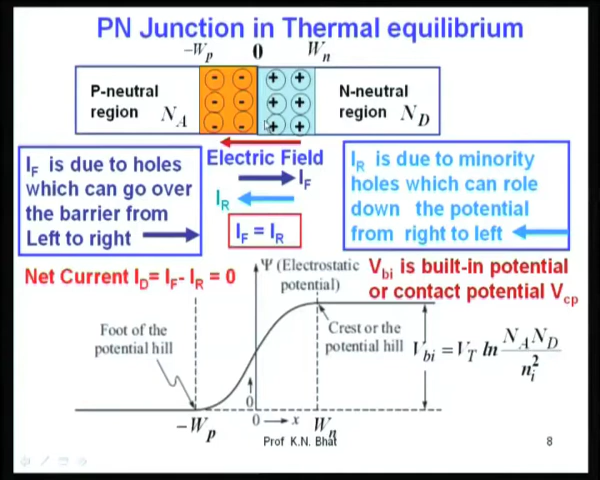 PN Junction in Thermal equilibrium
-Wp 0 Wn
P-neutral
region NA
- -
- -
- -
+ +
+ +
+ +
N-neutral
region ND
Electric Field
IF
IR
IF = IR
IF is due to holes
which can go over
the barrier from
Left to right
IR is due to minority
holes which can role
down the potential
from right to left
Net Current ID= IF- IR = 0
Ψ (Electrostatic
potential)
Vbi is built-in potential
or contact potential Vcp
Foot of the
potential hill
Crest or the
potential hill
Vbi = VT ln NAND
ni2
0
-Wp 0 → x Wn
Prof K.N. Bhat
8